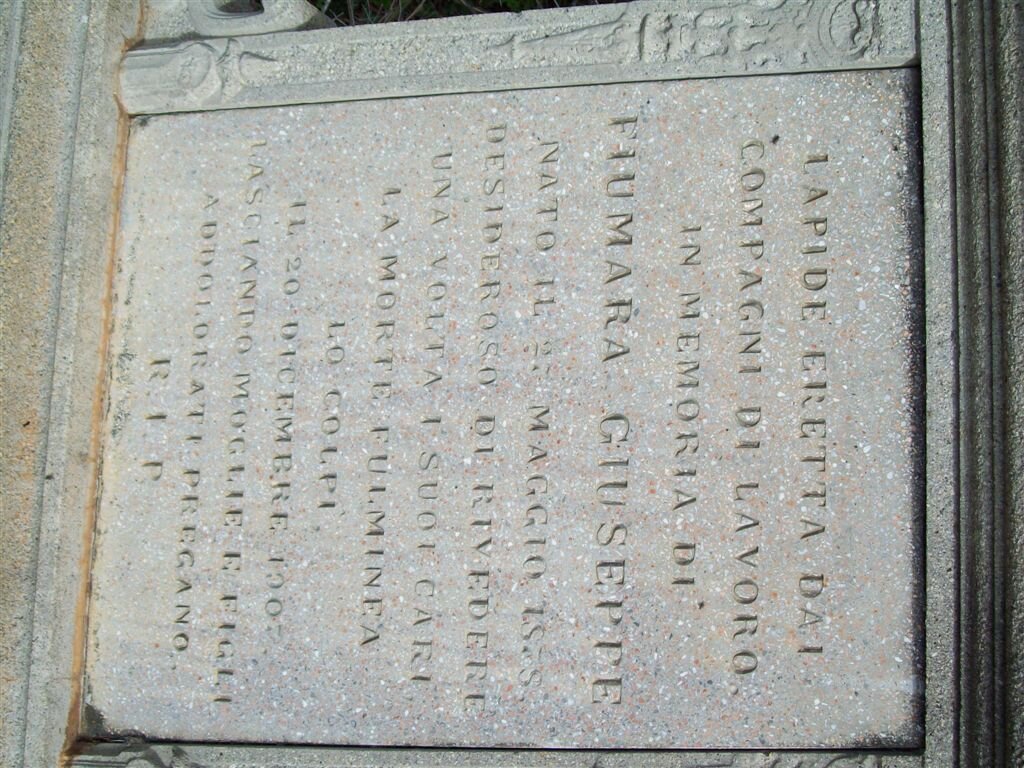 LAPIDE ERETTA DAI
COMPAGNI DI LAVORO.
IN MEMORIA DI
FIUMARA GIUSEPPE
NATO IL MAGGIO
DESIDEROSO DI RIVEDERE
UNA VOLTA I SUOI CARI
LA MORTE FULMINEA
LO COLPI
IL 20 DICEMBRE
LASCIANDO MOGLIE E FIGLI
ADDOLORATI PREGANO.
R I P